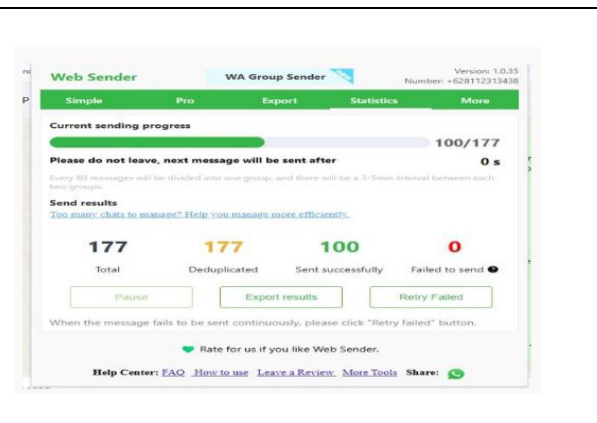 Web Sender
WA Group Sender
Version: 1.0.35
Number: +628112313438
Simple Pro Export Statistics More
Current sending progress
100/177
Please do not leave, next message will be sent after 0 s
Every 80 messages will be divided into one group, and there will be a 3-5min interval between each
two groups.
Send results
Too many chats to manage? Help you manage more efficiently.
177 177 100 0
Total Deduplicated Sent successfully Failed to send
Pause Export results Retry Failed
When the message fails to be sent continuously, please click "Retry failed" button.
Rate for us if you like Web Sender.
Help Center: FAQ How to use Leave a Review More Tools Share: